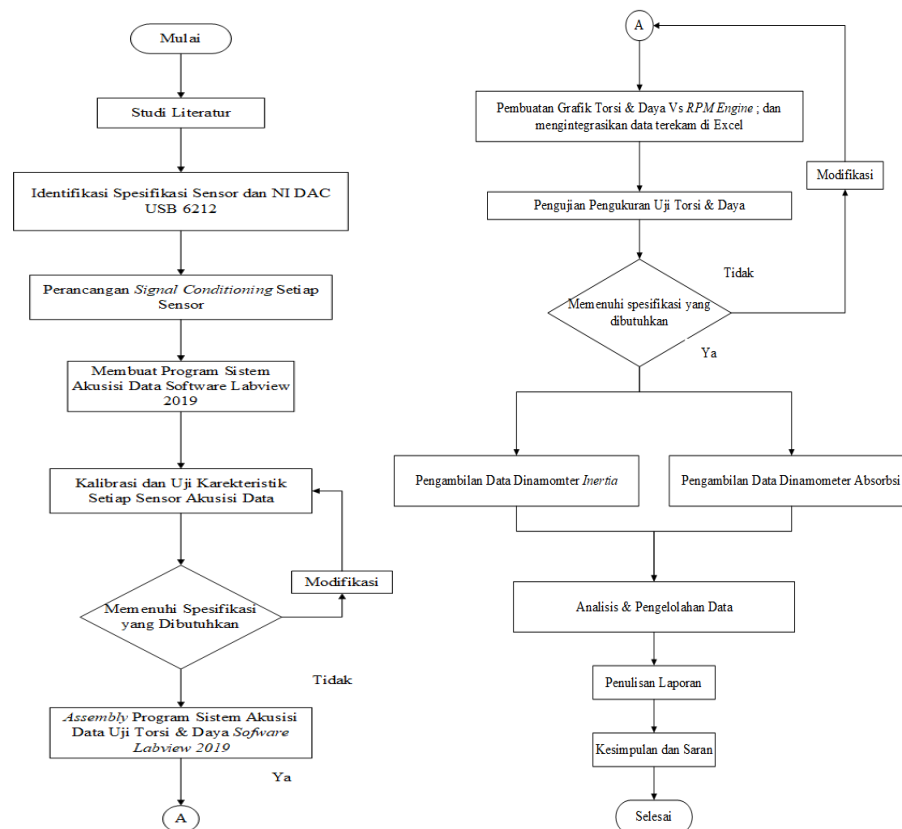 Mulai
Studi Literatur
Identifikasi Spesifikasi Sensor dan NI DAC
USB 6212
Perancangan Signal Conditioning Setiap
Sensor
Membuat Program Sistem
Akusisi Data Software Labview
2019
Kalibrasi dan Uji Karekteristik
Setiap Sensor Akusisi Data
Modifikasi
Memenuhi Spesifikasi
yang Dibutuhkan
Tidak
Assembly Program Sistem Akusisi
Data Uji Torsi & Daya Sofware
Labview 2019
Ya
A
A
Pembuatan Grafik Torsi & Daya Vs RPM Engine ; dan
mengintegrasikan data terekam di Excel
Modifikasi
Pengujian Pengukuran Uji Torsi & Daya
Tidak
Memenuhi spesifikasi yang
dibutuhkan
Ya
Pengambilan Data Dinamomter Inertia
Pengambilan Data Dinamometer Absorbsi
Analisis & Pengelolahan Data
Penulisan Laporan
Kesimpulan dan Saran
Selesai